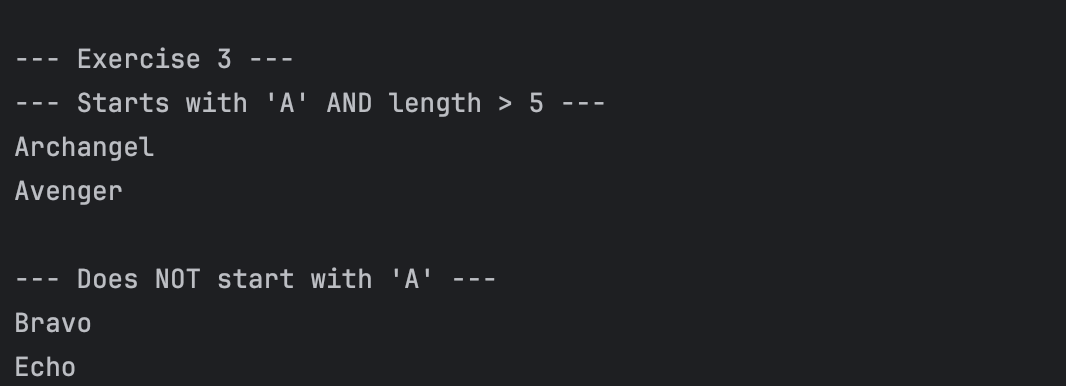 --- Exercise 3 ---
--- Starts with 'A' AND length > 5 ---
Archangel
Avenger
--- Does NOT start with 'A' ---
Bravo
Echo